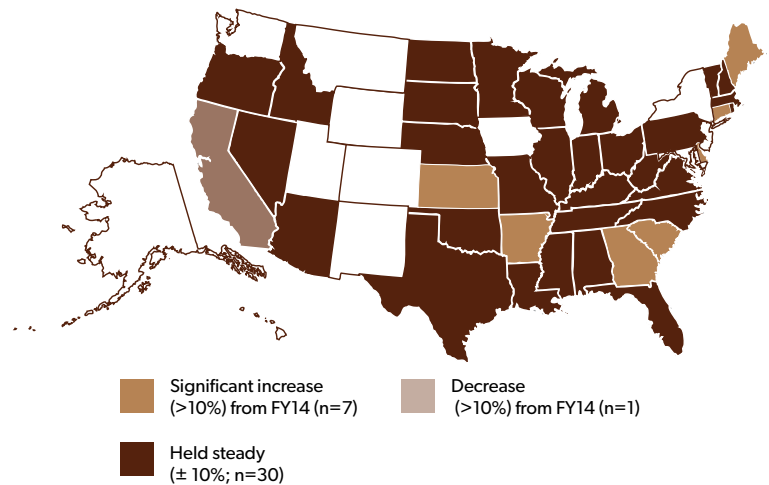 Significant increase
(>10%) from FY14 (n=7)
Decrease
(>10%) from FY14 (n=1)
Held steady
(± 10%; n=30)